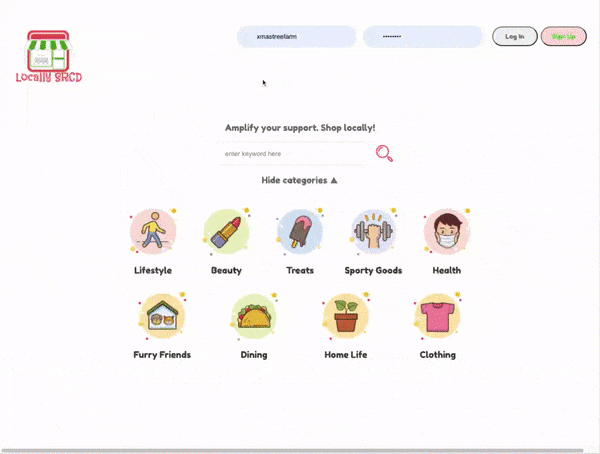 xmastreefarm
••••••••
Log In
Sign Up
Locally SRCD
Amplify your support. Shop locally!
enter keyword here
Hide categories ▲
Lifestyle
Beauty
Treats
Sporty Goods
Health
Furry Friends
Dining
Home Life
Clothing